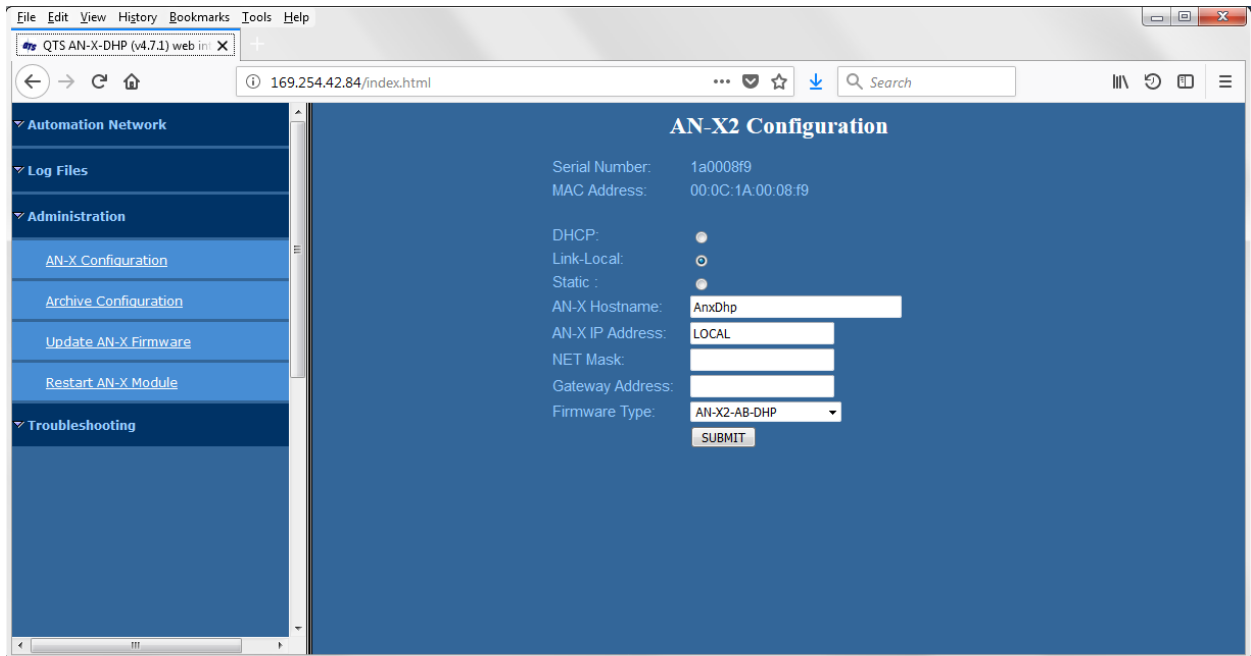 File Edit View History Bookmarks Tools Help
QTS AN-X-DHP (v4.7.1) web int
169.254.42.84/index.html
Search
Automation Network
Log Files
Administration
AN-X Configuration
Archive Configuration
Update AN-X Firmware
Restart AN-X Module
Troubleshooting
AN-X2 Configuration
Serial Number: 1a0008f9
MAC Address: 00:0C:1A:00:08:f9
DHCP:
Link-Local:
Static :
AN-X Hostname: AnxDhp
AN-X IP Address: LOCAL
NET Mask:
Gateway Address:
Firmware Type: AN-X2-AB-DHP
SUBMIT